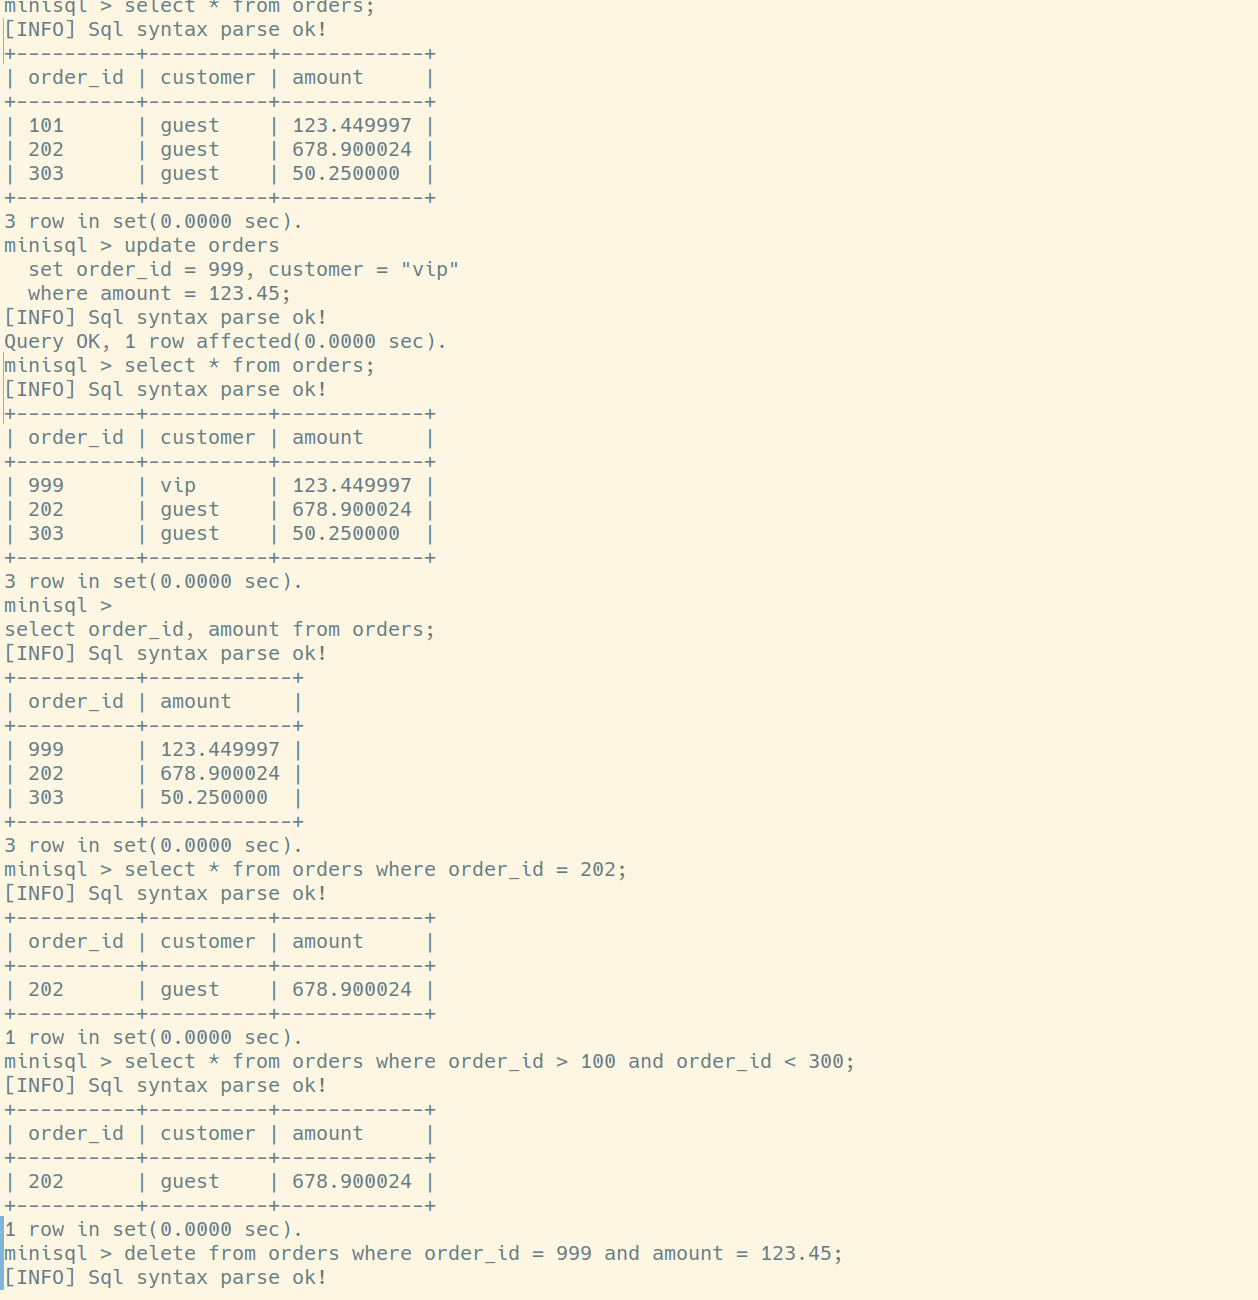 minisql > select * from orders;
[INFO] Sql syntax parse ok!
+----------+----------+------------+
| order_id | customer | amount     |
+----------+----------+------------+
| 101      | guest    | 123.449997 |
| 202      | guest    | 678.900024 |
| 303      | guest    | 50.250000  |
+----------+----------+------------+
3 row in set(0.0000 sec).
minisql > update orders
  set order_id = 999, customer = "vip"
  where amount = 123.45;
[INFO] Sql syntax parse ok!
Query OK, 1 row affected(0.0000 sec).
minisql > select * from orders;
[INFO] Sql syntax parse ok!
+----------+----------+------------+
| order_id | customer | amount     |
+----------+----------+------------+
| 999      | vip      | 123.449997 |
| 202      | guest    | 678.900024 |
| 303      | guest    | 50.250000  |
+----------+----------+------------+
3 row in set(0.0000 sec).
minisql >
select order_id, amount from orders;
[INFO] Sql syntax parse ok!
+----------+------------+
| order_id | amount     |
+----------+------------+
| 999      | 123.449997 |
| 202      | 678.900024 |
| 303      | 50.250000  |
+----------+------------+
3 row in set(0.0000 sec).
minisql > select * from orders where order_id = 202;
[INFO] Sql syntax parse ok!
+----------+----------+------------+
| order_id | customer | amount     |
+----------+----------+------------+
| 202      | guest    | 678.900024 |
+----------+----------+------------+
1 row in set(0.0000 sec).
minisql > select * from orders where order_id > 100 and order_id < 300;
[INFO] Sql syntax parse ok!
+----------+----------+------------+
| order_id | customer | amount     |
+----------+----------+------------+
| 202      | guest    | 678.900024 |
+----------+----------+------------+
1 row in set(0.0000 sec).
minisql > delete from orders where order_id = 999 and amount = 123.45;
[INFO] Sql syntax parse ok!